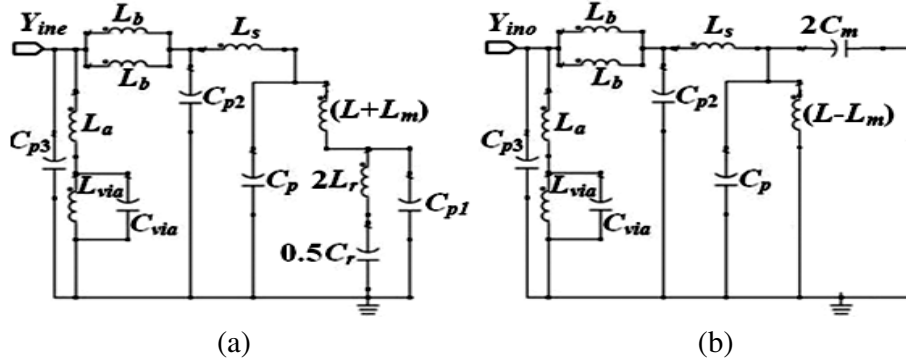 Y_ine
L_b
L_b
L_s
C_p2
(L+L_m)
L_a
C_p3
L_via
C_via
C_p
2L_r
C_p1
0.5C_r
(a)
Y_ino
L_b
L_b
L_s
2C_m
C_p2
(L-L_m)
L_a
C_p3
L_via
C_via
C_p
(b)